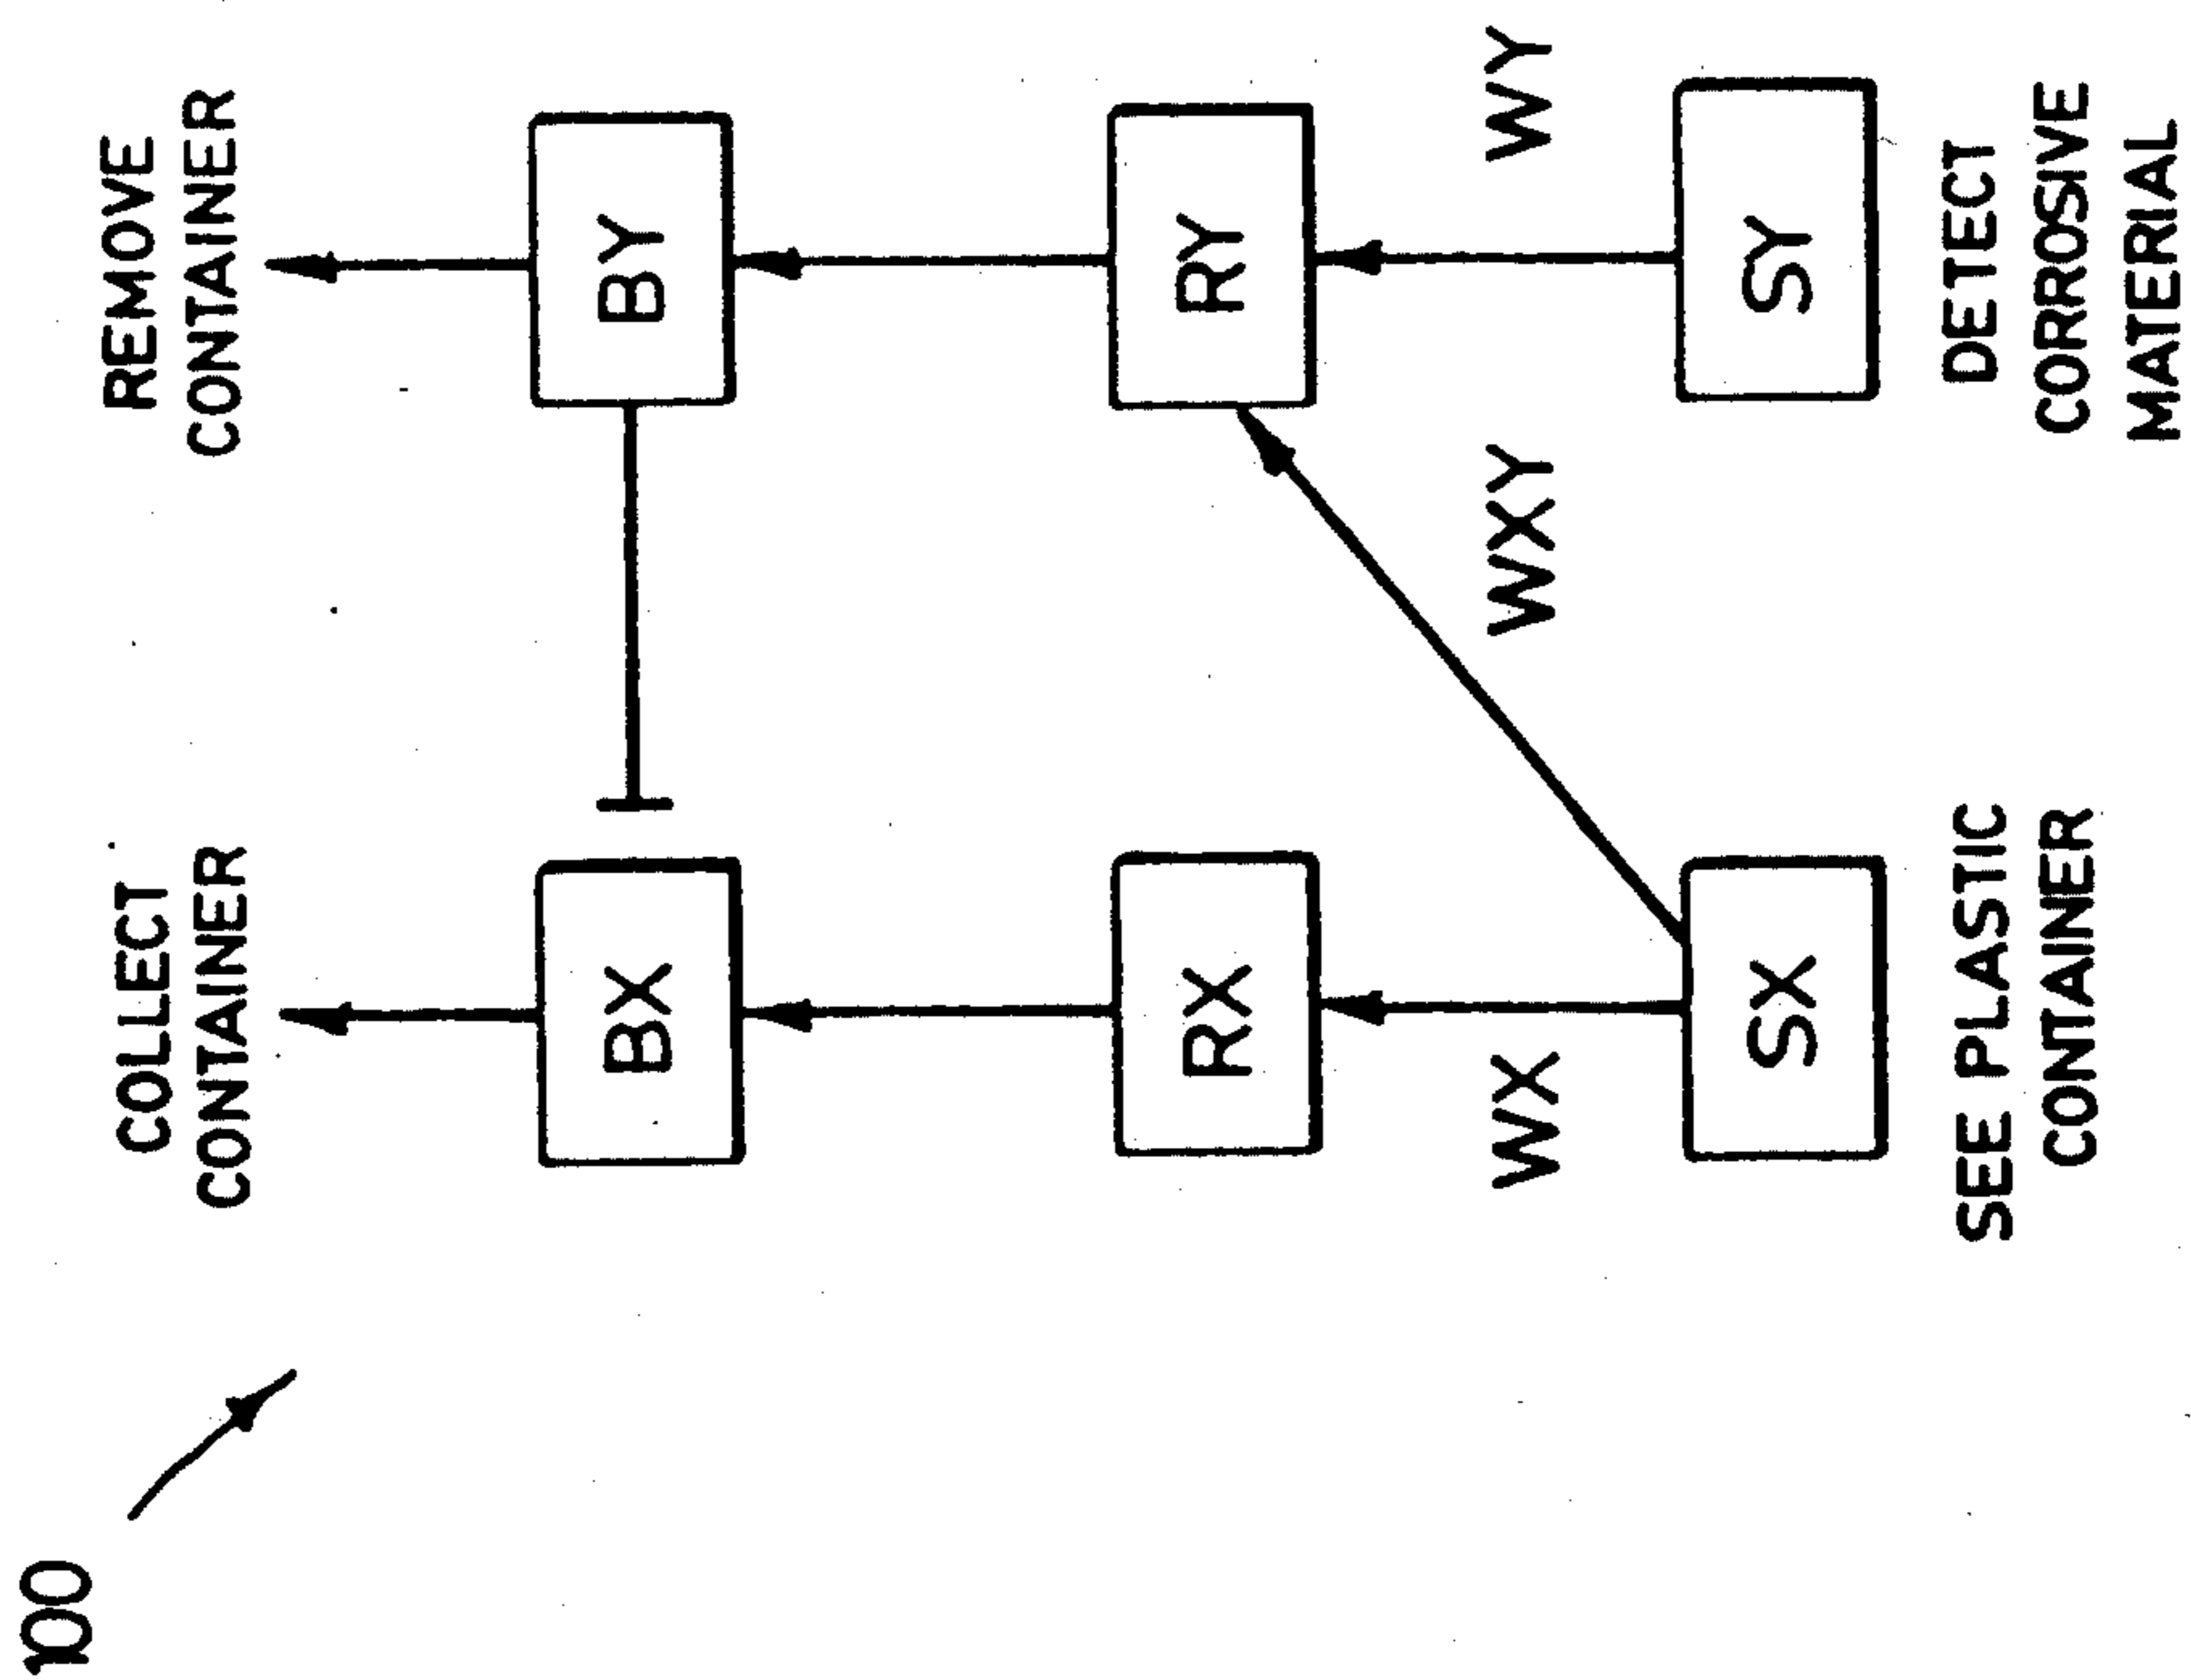 100
COLLECT
CONTAINER
REMOVE
CONTAINER
BX
BY
RX
RY
WX
WXY
WY
SX
SY
SEE PLASTIC
CONTAINER
DETECT
CORROSIVE
MATERIAL